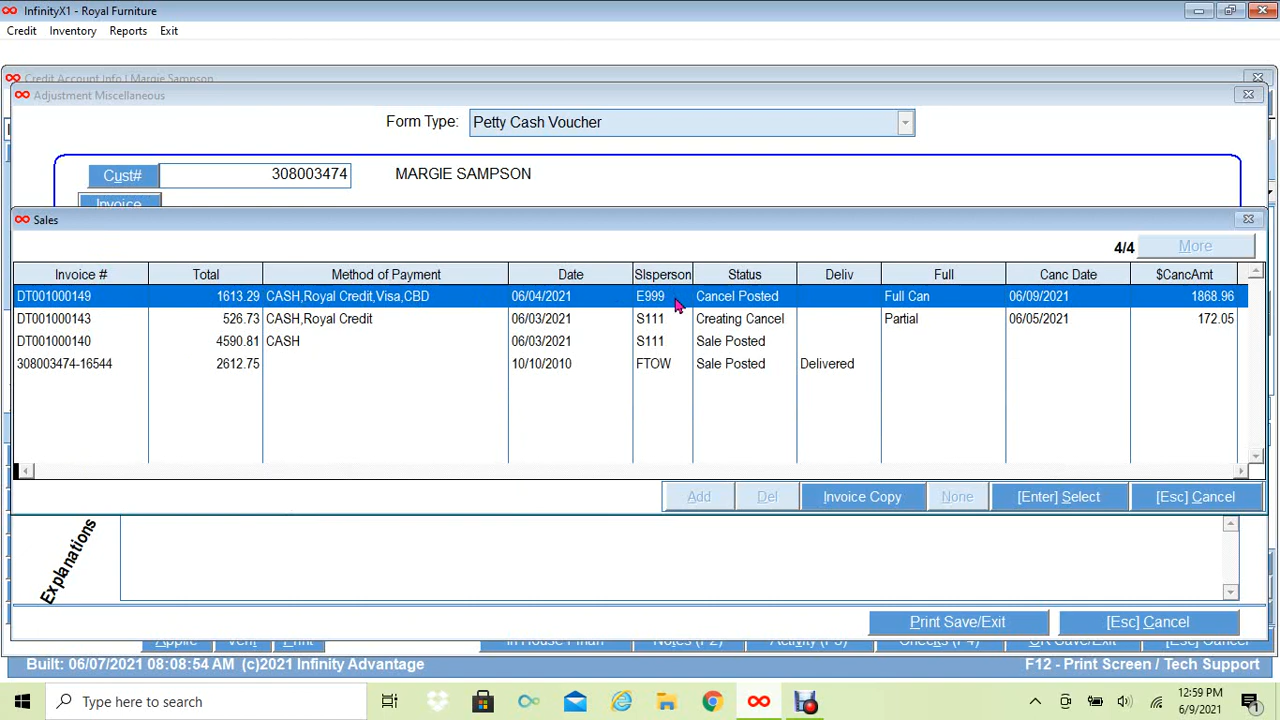 InfinityX1 - Royal Furniture
Credit Inventory Reports Exit
Credit Account Info | Margie Sampson
Adjustment Miscellaneous
Form Type: Petty Cash Voucher
Cust# 308003474 MARGIE SAMPSON
Invoice
Sales
4/4 More
Invoice # Total Method of Payment Date Slsperson Status Deliv Full Canc Date $CancAmt
DT001000149 1613.29 CASH,Royal Credit,Visa,CBD 06/04/2021 E999 Cancel Posted Full Can 06/09/2021 1868.96
DT001000143 526.73 CASH,Royal Credit 06/03/2021 S111 Creating Cancel Partial 06/05/2021 172.05
DT001000140 4590.81 CASH 06/03/2021 S111 Sale Posted
308003474-16544 2612.75 10/10/2010 FTOW Sale Posted Delivered
Add Del Invoice Copy None [Enter] Select [Esc] Cancel
Explanations
Print Save/Exit [Esc] Cancel
Built: 06/07/2021 08:08:54 AM (c)2021 Infinity Advantage F12 - Print Screen / Tech Support
Type here to search
12:59 PM
6/9/2021
1